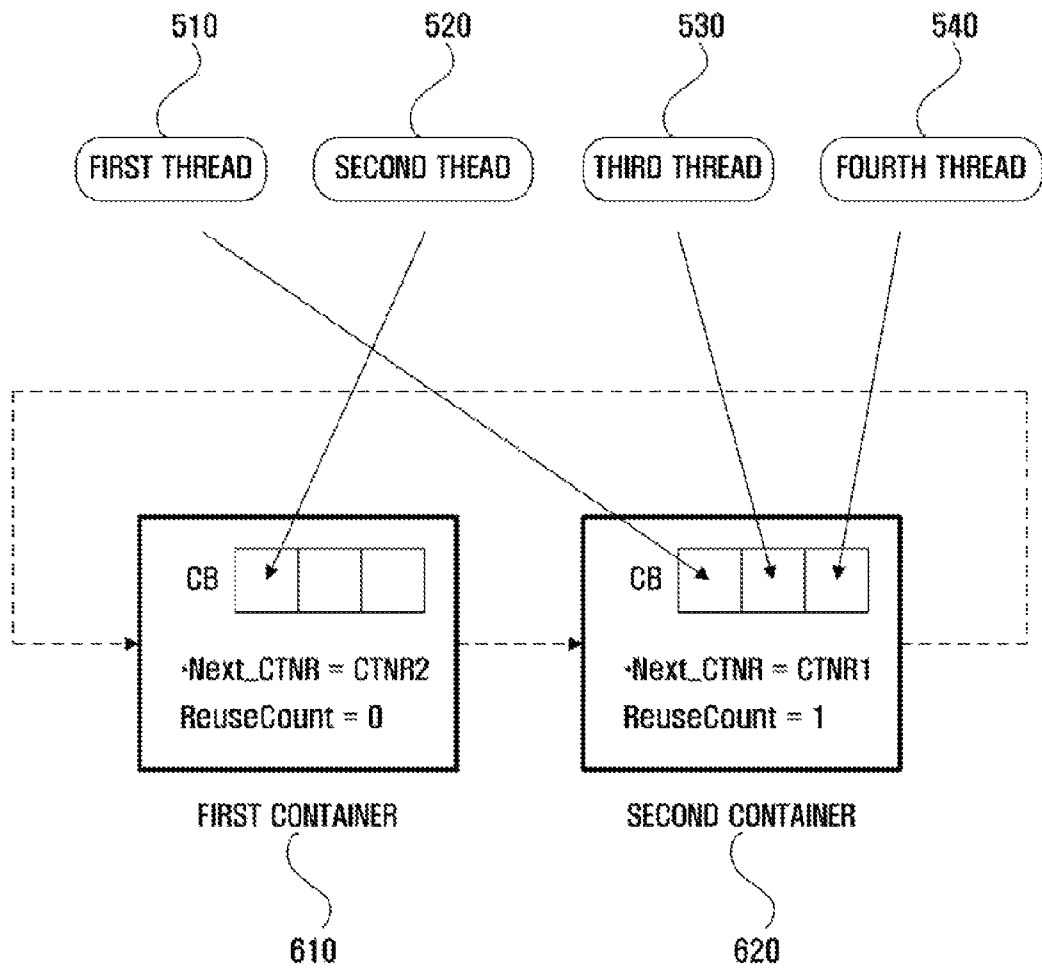 510
520
530
540
FIRST THREAD
SECOND THEAD
THIRD THREAD
FOURTH THREAD
CB
CB
*Next_CTNR = CTNR2
*Next_CTNR = CTNR1
ReuseCount = 0
ReuseCount = 1
FIRST CONTAINER
SECOND CONTAINER
610
620